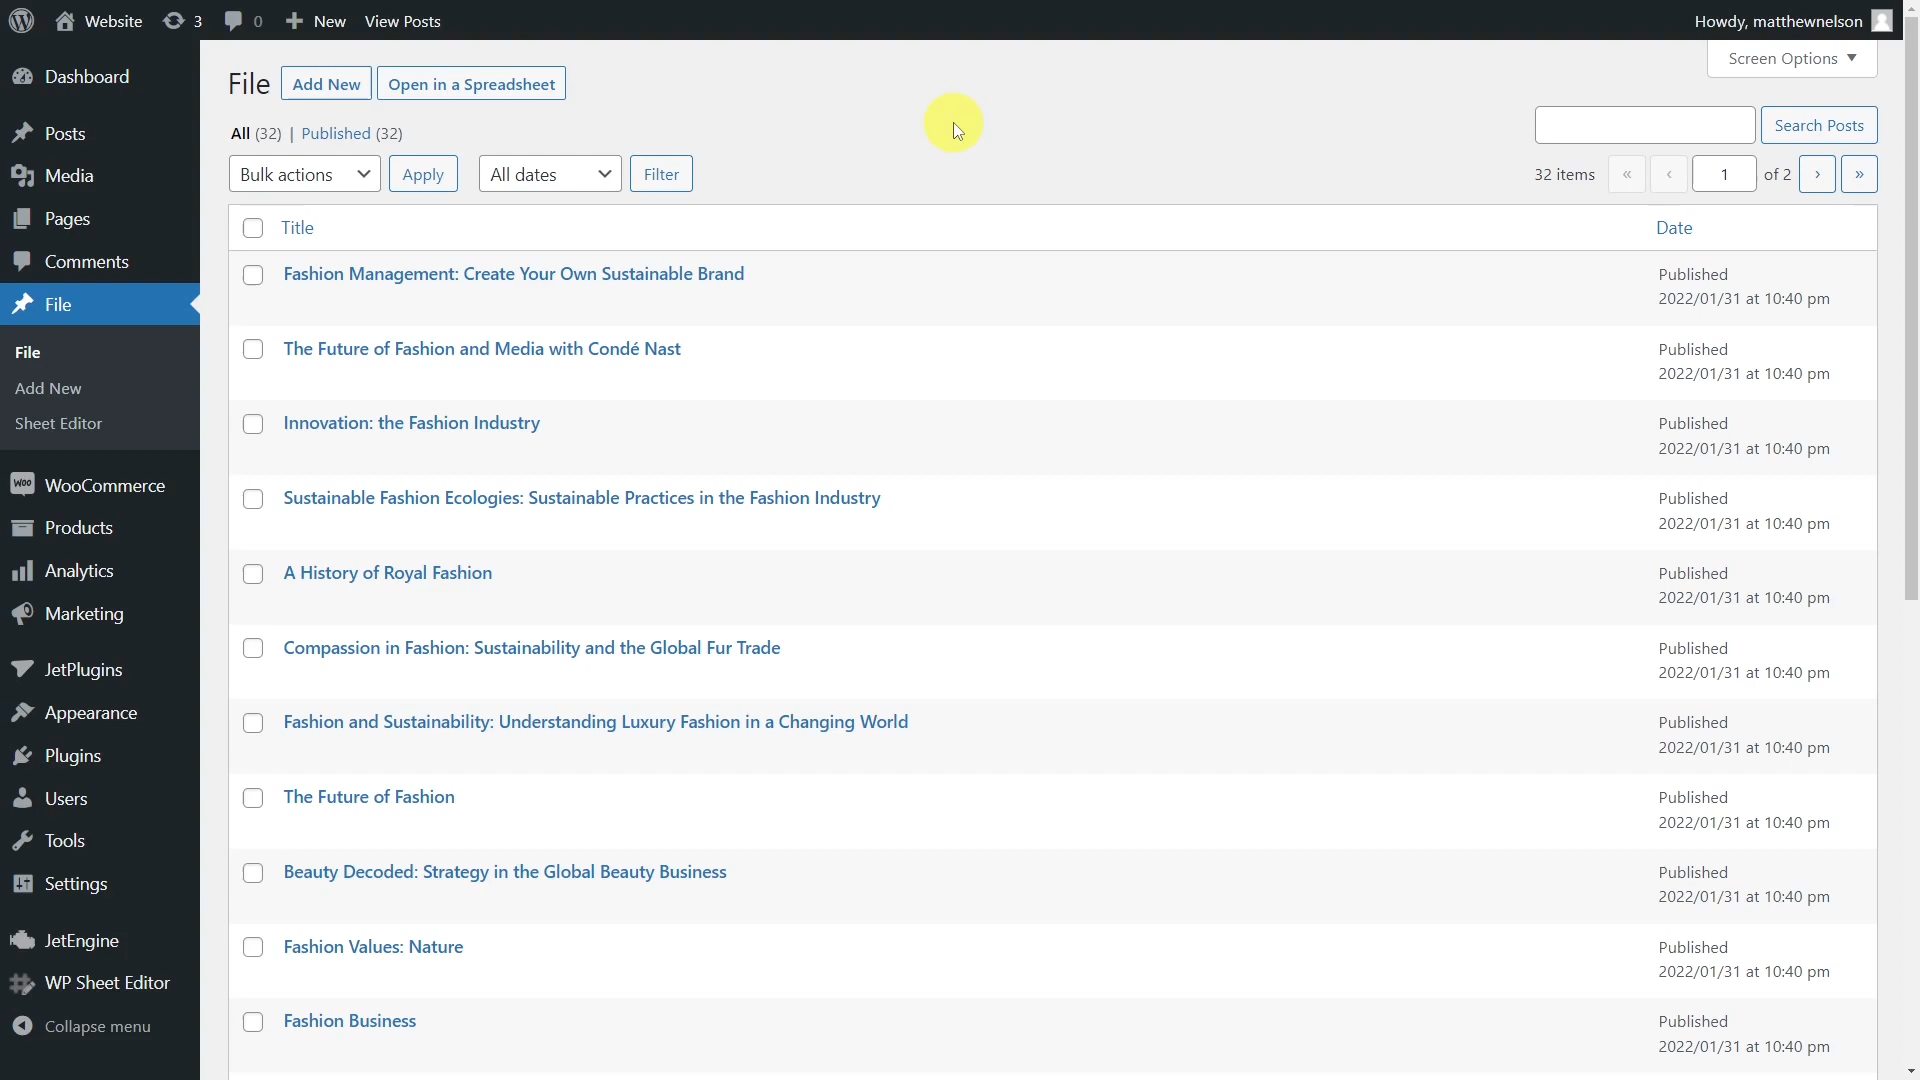 Website 3 0 New View Posts Howdy, matthewnelson
Screen Options
Dashboard
Posts
Media
Pages
Comments
File
File
Add New
Sheet Editor
WooCommerce
Products
Analytics
Marketing
JetPlugins
Appearance
Plugins
Users
Tools
Settings
JetEngine
WP Sheet Editor
Collapse menu
File Add New Open in a Spreadsheet
All (32) | Published (32)
Search Posts
Bulk actions Apply All dates Filter
32 items « ‹ 1 of 2 › »
Title Date
Fashion Management: Create Your Own Sustainable Brand Published
2022/01/31 at 10:40 pm
The Future of Fashion and Media with Condé Nast Published
2022/01/31 at 10:40 pm
Innovation: the Fashion Industry Published
2022/01/31 at 10:40 pm
Sustainable Fashion Ecologies: Sustainable Practices in the Fashion Industry Published
2022/01/31 at 10:40 pm
A History of Royal Fashion Published
2022/01/31 at 10:40 pm
Compassion in Fashion: Sustainability and the Global Fur Trade Published
2022/01/31 at 10:40 pm
Fashion and Sustainability: Understanding Luxury Fashion in a Changing World Published
2022/01/31 at 10:40 pm
The Future of Fashion Published
2022/01/31 at 10:40 pm
Beauty Decoded: Strategy in the Global Beauty Business Published
2022/01/31 at 10:40 pm
Fashion Values: Nature Published
2022/01/31 at 10:40 pm
Fashion Business Published
2022/01/31 at 10:40 pm